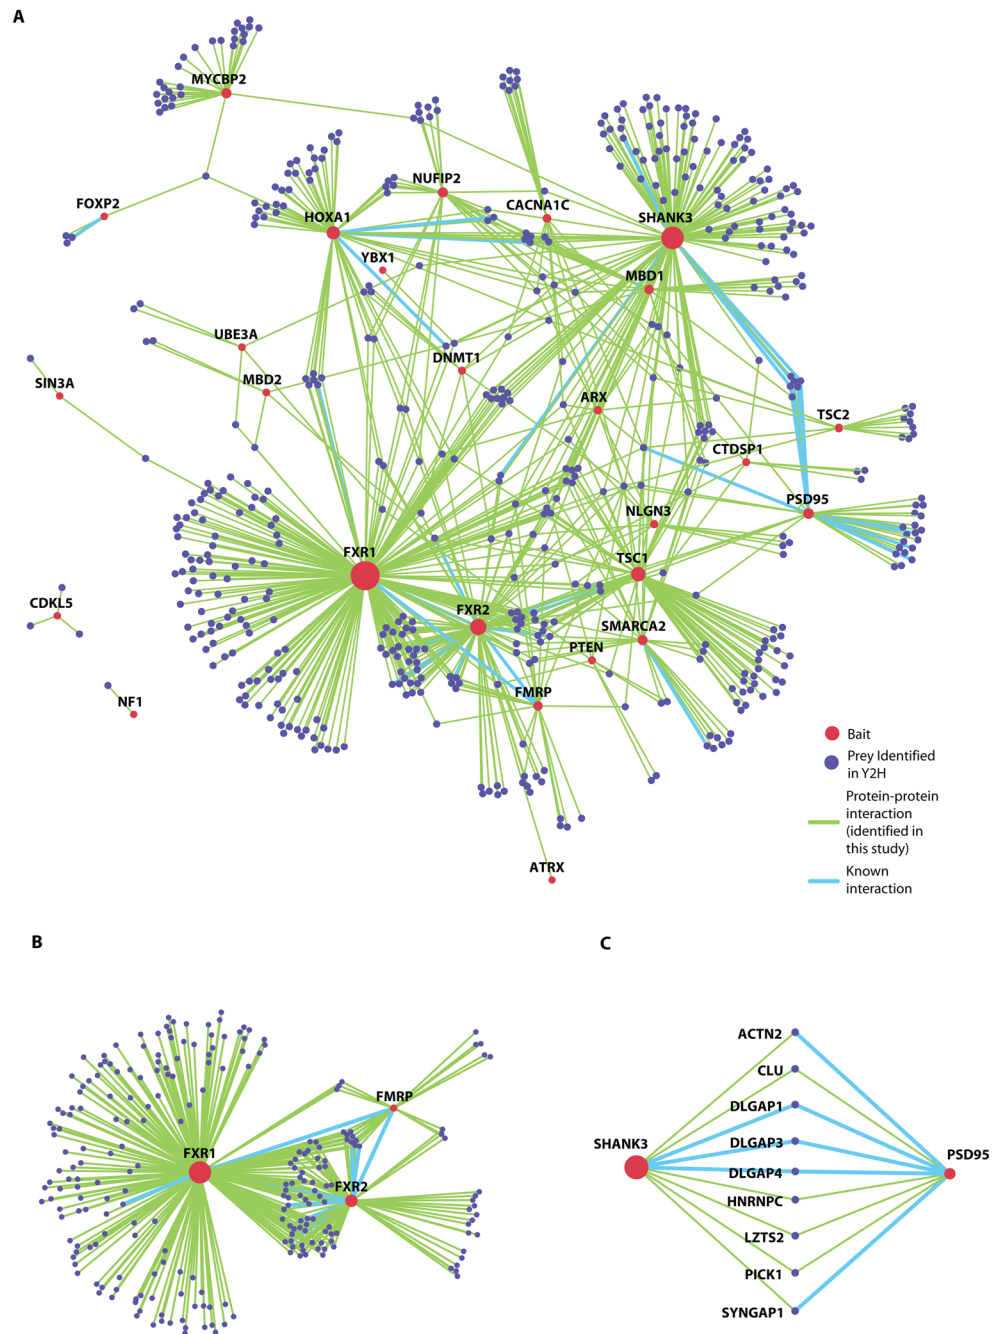 A
MYCBP2
FOXP2
NUFIP2
CACNA1C
HOXA1
SHANK3
YBX1
MBD1
UBE3A
DNMT1
SIN3A
MBD2
ARX
TSC2
CTDSP1
PSD95
NLGN3
FXR1
TSC1
CDKL5
FXR2
SMARCA2
PTEN
FMRP
NF1
ATRX
Bait
Prey Identified
in Y2H
Protein-protein
interaction
(identified in
this study)
Known
interaction
B
FMRP
FXR1
FXR2
C
ACTN2
CLU
DLGAP1
SHANK3
DLGAP3
PSD95
DLGAP4
HNRNPC
LZTS2
PICK1
SYNGAP1